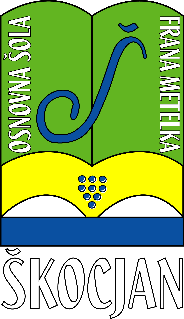 OSNOVNA ŠOLA
FRANA METELKA
Š
ŠKOCJAN